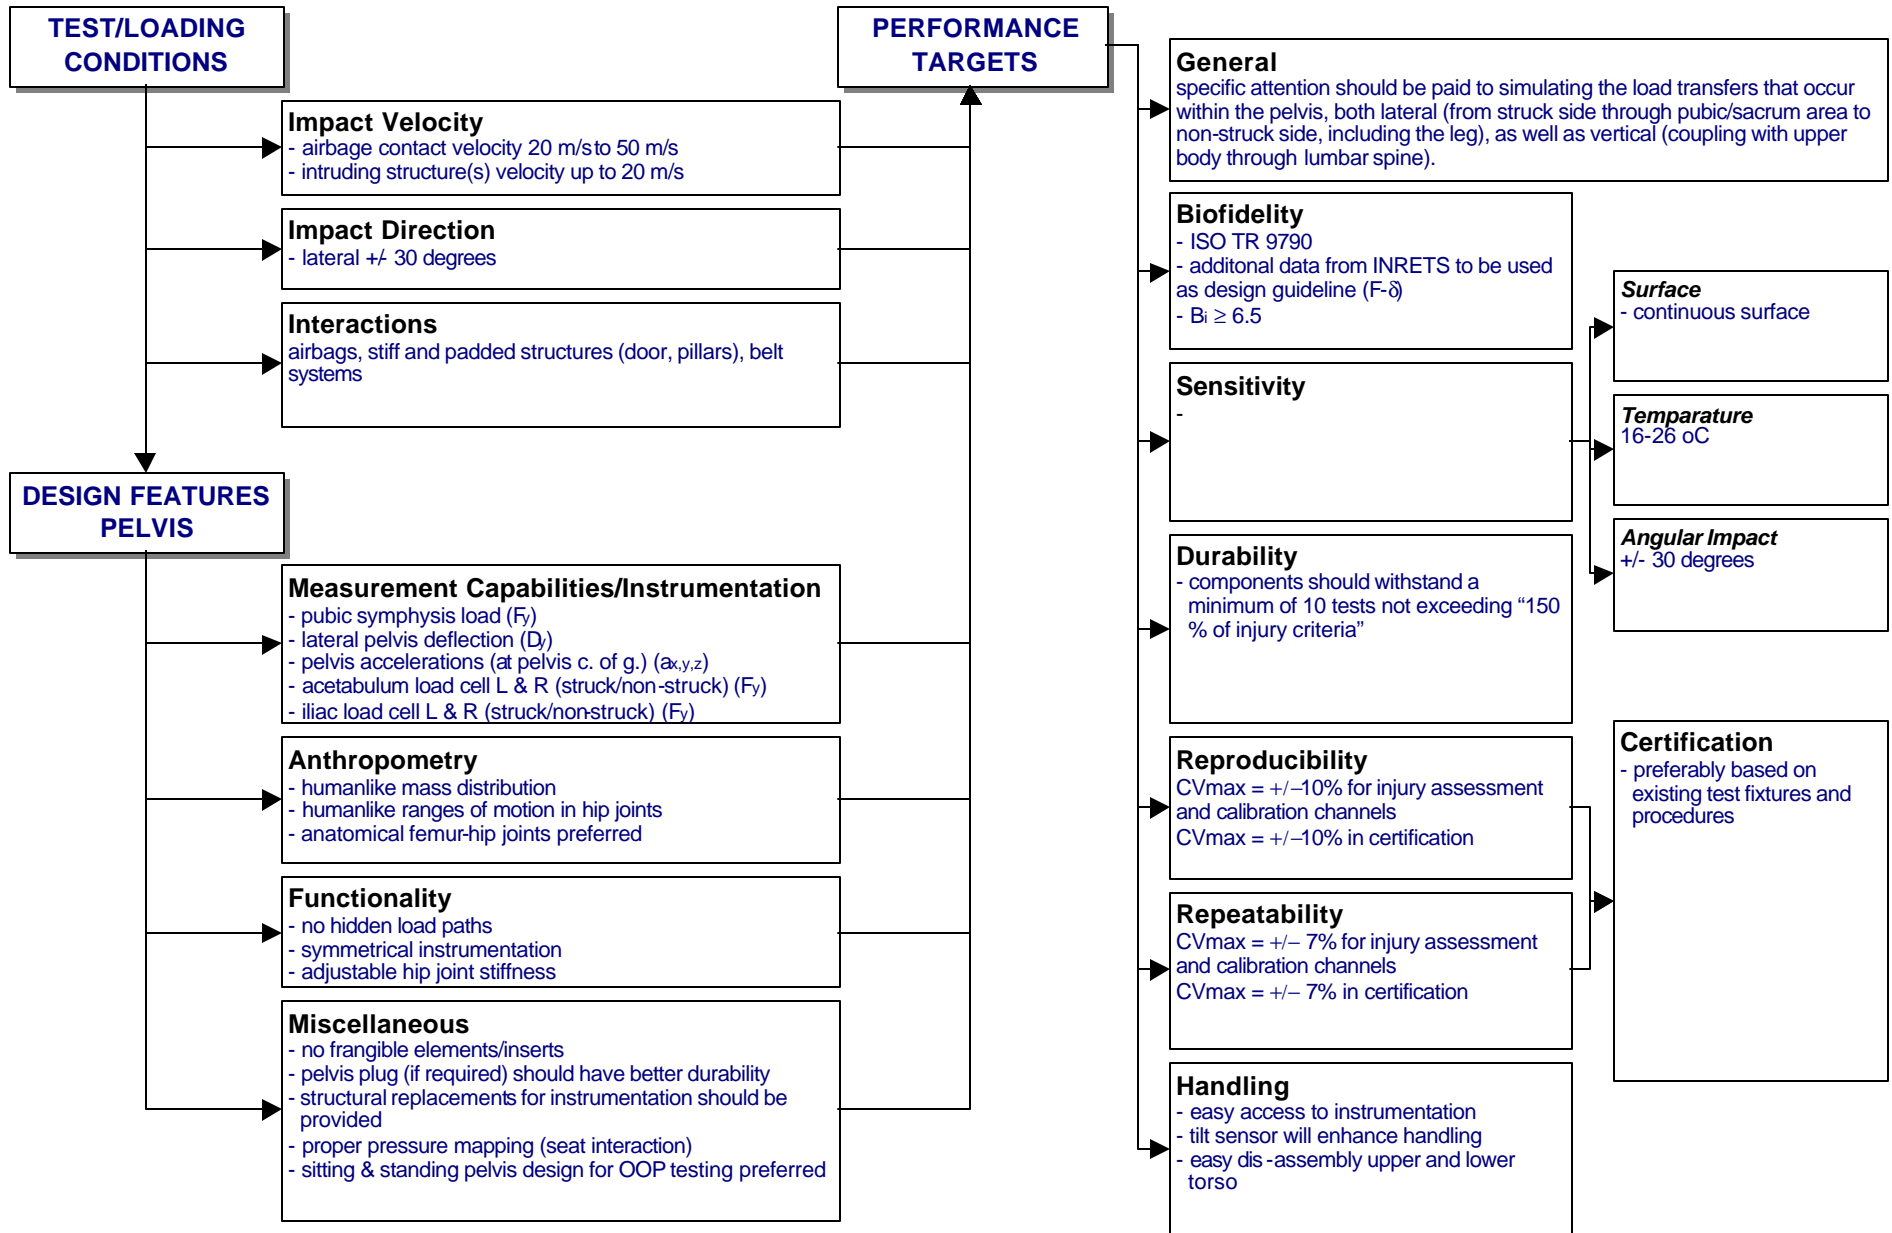 TEST/LOADING
CONDITIONS
Impact Velocity
- airbage contact velocity 20 m/s to 50 m/s
- intruding structure(s) velocity up to 20 m/s
Impact Direction
- lateral +/- 30 degrees
Interactions
airbags, stiff and padded structures (door, pillars), belt
systems
DESIGN FEATURES
PELVIS
Measurement Capabilities/Instrumentation
- pubic symphysis load (Fy)
- lateral pelvis deflection (Dy)
- pelvis accelerations (at pelvis c. of g.) (ax,y,z)
- acetabulum load cell L & R (struck/non-struck) (Fy)
- iliac load cell L & R (struck/non-struck) (Fy)
Anthropometry
- humanlike mass distribution
- humanlike ranges of motion in hip joints
- anatomical femur-hip joints preferred
Functionality
- no hidden load paths
- symmetrical instrumentation
- adjustable hip joint stiffness
Miscellaneous
- no frangible elements/inserts
- pelvis plug (if required) should have better durability
- structural replacements for instrumentation should be
provided
- proper pressure mapping (seat interaction)
- sitting & standing pelvis design for OOP testing preferred
PERFORMANCE
TARGETS
General
specific attention should be paid to simulating the load transfers that occur
within the pelvis, both lateral (from struck side through pubic/sacrum area to
non-struck side, including the leg), as well as vertical (coupling with upper
body through lumbar spine).
Biofidelity
- ISO TR 9790
- additonal data from INRETS to be used
as design guideline (F-δ)
- Bi ≥ 6.5
Sensitivity
-
Surface
- continuous surface
Temparature
16-26 oC
Angular Impact
+/- 30 degrees
Durability
- components should withstand a
minimum of 10 tests not exceeding “150
% of injury criteria”
Reproducibility
CVmax = +/−10% for injury assessment
and calibration channels
CVmax = +/−10% in certification
Repeatability
CVmax = +/− 7% for injury assessment
and calibration channels
CVmax = +/− 7% in certification
Certification
- preferably based on
existing test fixtures and
procedures
Handling
- easy access to instrumentation
- tilt sensor will enhance handling
- easy dis-assembly upper and lower
torso